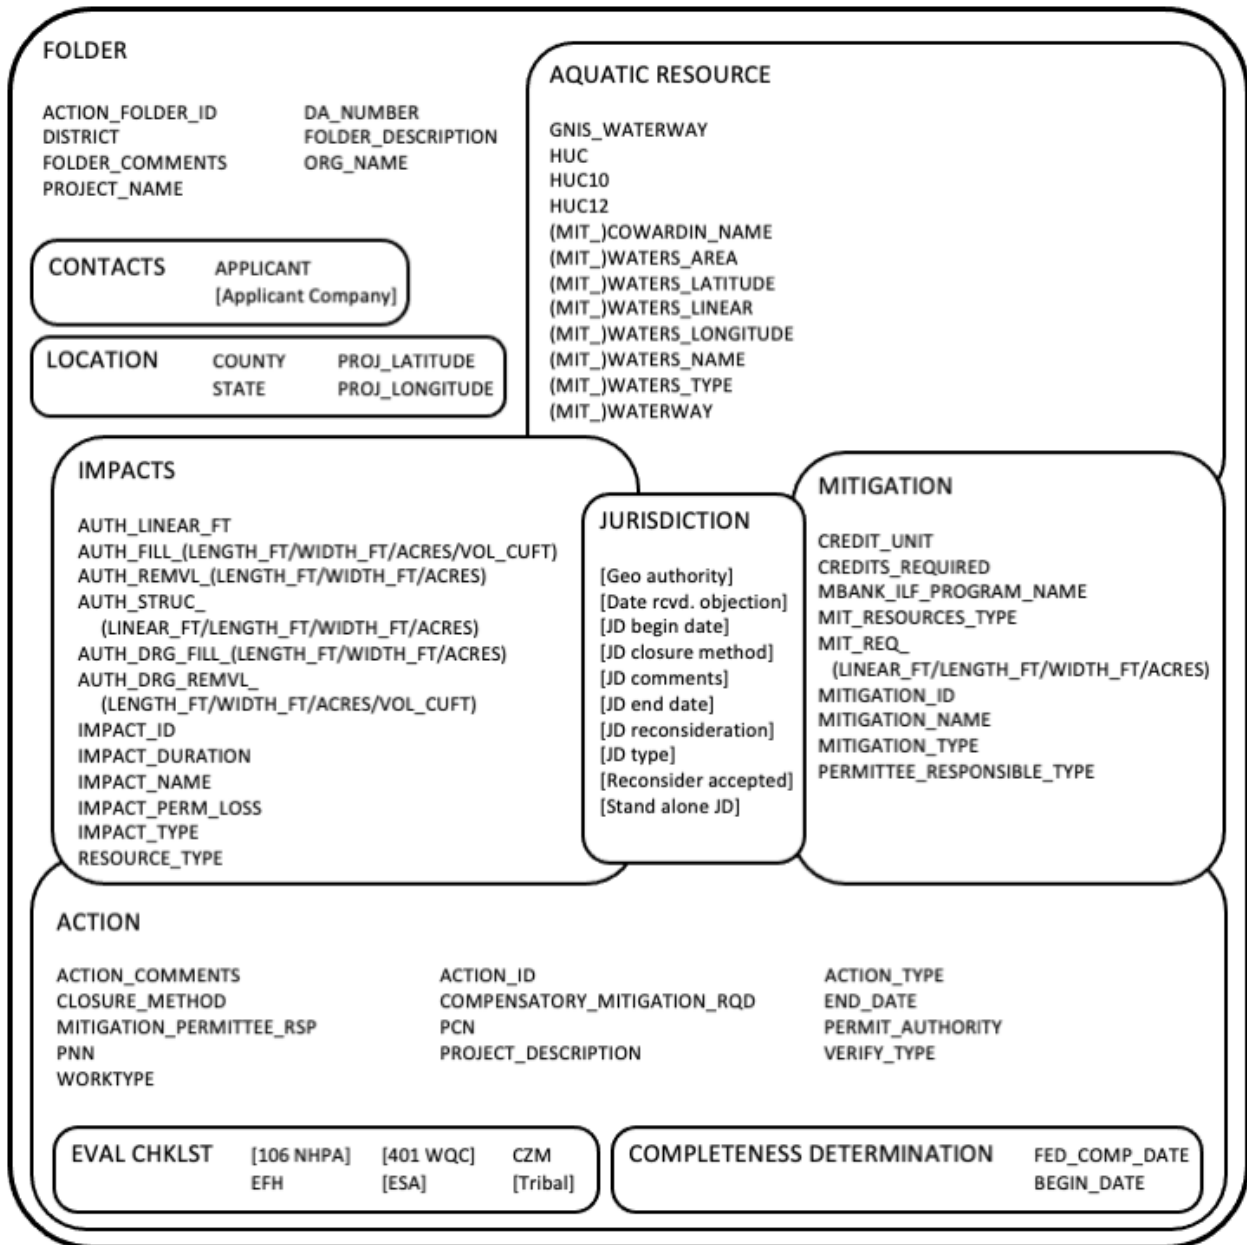 FOLDER
ACTION_FOLDER_ID DA_NUMBER
DISTRICT FOLDER_DESCRIPTION
FOLDER_COMMENTS ORG_NAME
PROJECT_NAME
CONTACTS APPLICANT
[Applicant Company]
LOCATION COUNTY PROJ_LATITUDE
STATE PROJ_LONGITUDE
AQUATIC RESOURCE
GNIS_WATERWAY
HUC
HUC10
HUC12
(MIT_)COWARDIN_NAME
(MIT_)WATERS_AREA
(MIT_)WATERS_LATITUDE
(MIT_)WATERS_LINEAR
(MIT_)WATERS_LONGITUDE
(MIT_)WATERS_NAME
(MIT_)WATERS_TYPE
(MIT_)WATERWAY
IMPACTS
AUTH_LINEAR_FT
AUTH_FILL_(LENGTH_FT/WIDTH_FT/ACRES/VOL_CUFT)
AUTH_REMVL_(LENGTH_FT/WIDTH_FT/ACRES)
AUTH_STRUC_
(LINEAR_FT/LENGTH_FT/WIDTH_FT/ACRES)
AUTH_DRG_FILL_(LENGTH_FT/WIDTH_FT/ACRES)
AUTH_DRG_REMVL_
(LENGTH_FT/WIDTH_FT/ACRES/VOL_CUFT)
IMPACT_ID
IMPACT_DURATION
IMPACT_NAME
IMPACT_PERM_LOSS
IMPACT_TYPE
RESOURCE_TYPE
JURISDICTION
[Geo authority]
[Date rcvd. objection]
[JD begin date]
[JD closure method]
[JD comments]
[JD end date]
[JD reconsideration]
[JD type]
[Reconsider accepted]
[Stand alone JD]
MITIGATION
CREDIT_UNIT
CREDITS_REQUIRED
MBANK_ILF_PROGRAM_NAME
MIT_RESOURCES_TYPE
MIT_REQ_
(LINEAR_FT/LENGTH_FT/WIDTH_FT/ACRES)
MITIGATION_ID
MITIGATION_NAME
MITIGATION_TYPE
PERMITTEE_RESPONSIBLE_TYPE
ACTION
ACTION_COMMENTS ACTION_ID ACTION_TYPE
CLOSURE_METHOD COMPENSATORY_MITIGATION_RQD END_DATE
MITIGATION_PERMITTEE_RSP PCN PERMIT_AUTHORITY
PNN PROJECT_DESCRIPTION VERIFY_TYPE
WORKTYPE
EVAL CHKLST [106 NHPA] [401 WQC] CZM
EFH [ESA] [Tribal]
COMPLETENESS DETERMINATION FED_COMP_DATE
BEGIN_DATE